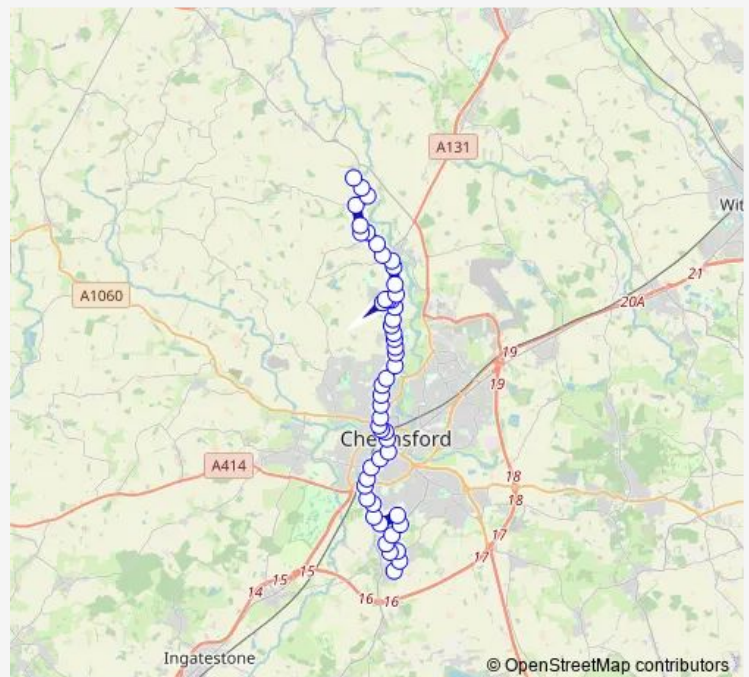 A131
Wit
21
20A
A1060
19
19
Chelmsford
A414
18
18
17
17
15
15
14
16 16
Ingatestone
© OpenStreetMap contributors